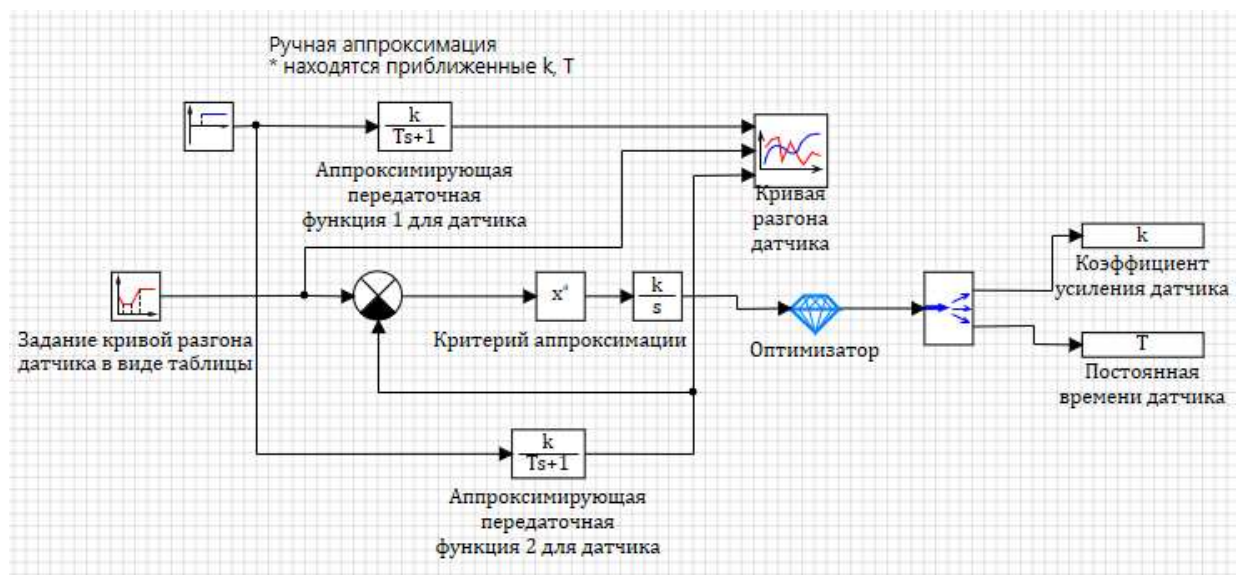 Ручная аппроксимация
* находятся приближенные k, T
k
Ts+1
Аппроксимирующая
передаточная
функция 1 для датчика
Кривая
разгона
датчика
k
Коэффициент
усиления датчика
Задание кривой разгона
датчика в виде таблицы
xª
k
s
Критерий аппроксимации
Оптимизатор
T
Постоянная
времени датчика
k
Ts+1
Аппроксимирующая
передаточная
функция 2 для датчика